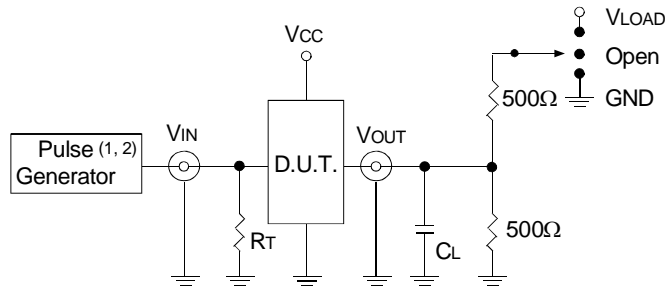 VLOAD
VCC
Open
500Ω
GND
VIN
VOUT
Pulse (1, 2)
Generator
D.U.T.
RT
CL
500Ω